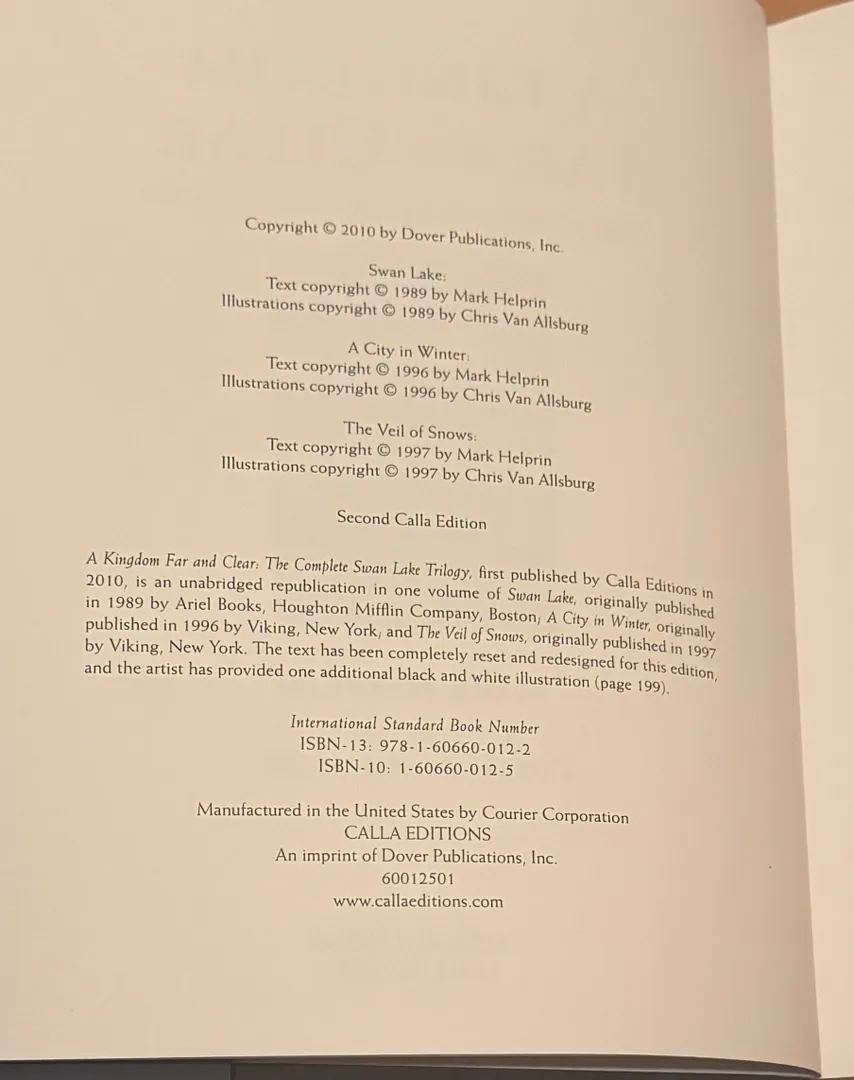 Copyright © 2010 by Dover Publications, Inc.
Swan Lake:
Text copyright © 1989 by Mark Helprin
Illustrations copyright © 1989 by Chris Van Allsburg
A City in Winter:
Text copyright © 1996 by Mark Helprin
Illustrations copyright © 1996 by Chris Van Allsburg
The Veil of Snows:
Text copyright © 1997 by Mark Helprin
Illustrations copyright © 1997 by Chris Van Allsburg
Second Calla Edition
A Kingdom Far and Clear: The Complete Swan Lake Trilogy, first published by Calla Editions in
2010, is an unabridged republication in one volume of Swan Lake, originally published
in 1989 by Ariel Books, Houghton Mifflin Company, Boston; A City in Winter, originally
published in 1996 by Viking, New York; and The Veil of Snows, originally published in 1997
by Viking, New York. The text has been completely reset and redesigned for this edition,
and the artist has provided one additional black and white illustration (page 199).
International Standard Book Number
ISBN-13: 978-1-60660-012-2
ISBN-10: 1-60660-012-5
Manufactured in the United States by Courier Corporation
CALLA EDITIONS
An imprint of Dover Publications, Inc.
60012501
www.callaeditions.com